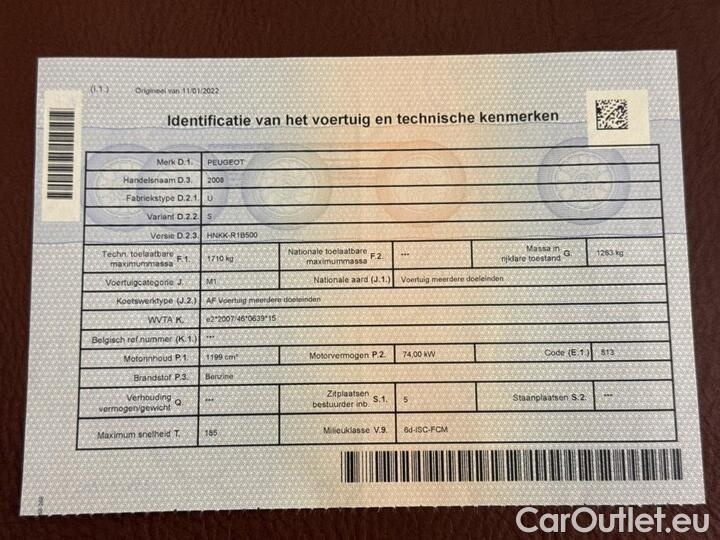 (I.1.) Origineel van 11/01/2022
Identificatie van het voertuig en technische kenmerken
Merk D.1. PEUGEOT
Handelsnaam D.3. 2008
Fabriekstype D.2.1. U
Variant D.2.2. S
Versie D.2.3. HNKK-R1B500
Techn. toelaatbare maximummassa F.1. 1710 kg Nationale toelaatbare maximummassa F.2. *** Massa in rijklare toestand G. 1263 kg
Voertuigcategorie J. M1 Nationale aard (J.1.) Voertuig meerdere doeleinden
Koetswerktype (J.2.) AF Voertuig meerdere doeleinden
WVTA K. e2*2007/46*0639*15
Belgisch ref.nummer (K.1.) ***
Motorinhoud P.1. 1199 cm³ Motorvermogen P.2. 74,00 kW Code (E.1.) 813
Brandstof P.3. Benzine
Verhouding vermogen/gewicht Q. *** Zitplaatsen bestuurder inb. S.1. 5 Staanplaatsen S.2. ***
Maximum snelheid T. 185 Milieuklasse V.9. 6d-ISC-FCM
CarOutlet.eu